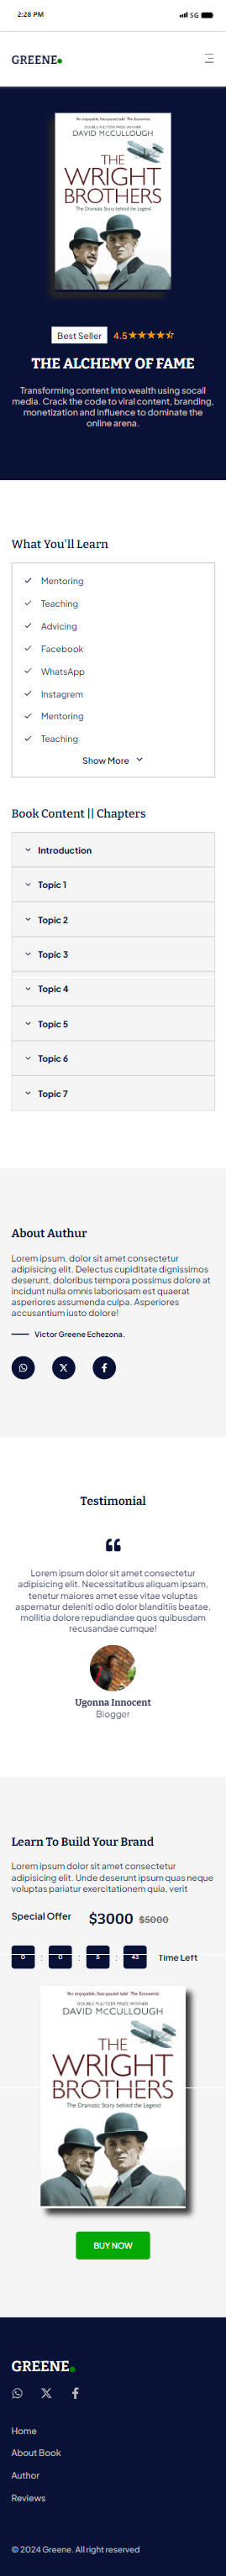 2:28 PM
5G
GREENE
'An enjoyable, fast-paced tale' The Economist
DOUBLE PULITZER PRIZE WINNER
DAVID McCULLOUGH
THE
WRIGHT
BROTHERS
The Dramatic Story behind the Legend
Best Seller 4.5
THE ALCHEMY OF FAME
Transforming content into wealth using socail
media. Crack the code to viral content, branding,
monetization and influence to dominate the
online arena.
What You'll Learn
Mentoring
Teaching
Advicing
Facebook
WhatsApp
Instagrem
Mentoring
Teaching
Show More
Book Content || Chapters
Introduction
Topic 1
Topic 2
Topic 3
Topic 4
Topic 5
Topic 6
Topic 7
About Authur
Lorem ipsum, dolor sit amet consectetur
adipisicing elit. Delectus cupiditate dignissimos
deserunt, doloribus tempora possimus dolore at
incidunt nulla omnis laboriosam est quaerat
asperiores assumenda culpa. Asperiores
accusantium iusto dolore!
Victor Greene Echezona.
Testimonial
Lorem ipsum dolor sit amet consectetur
adipisicing elit. Necessitatibus aliquam ipsam,
tenetur maiores amet esse vitae voluptas
aspernatur deleniti odio dolor blanditiis beatae,
mollitia dolore repudiandae quos quibusdam
recusandae cumque!
Ugonna Innocent
Blogger
Learn To Build Your Brand
Lorem ipsum dolor sit amet consectetur
adipisicing elit. Unde deserunt ipsum quas neque
voluptas pariatur exercitationem quia, verit
Special Offer $3000 $5000
0 : 0 : 5 : 43 Time Left
'An enjoyable, fast-paced tale' The Economist
DOUBLE PULITZER PRIZE WINNER
DAVID McCULLOUGH
THE
WRIGHT
BROTHERS
The Dramatic Story behind the Legend
BUY NOW
GREENE
Home
About Book
Author
Reviews
© 2024 Greene. All right reserved